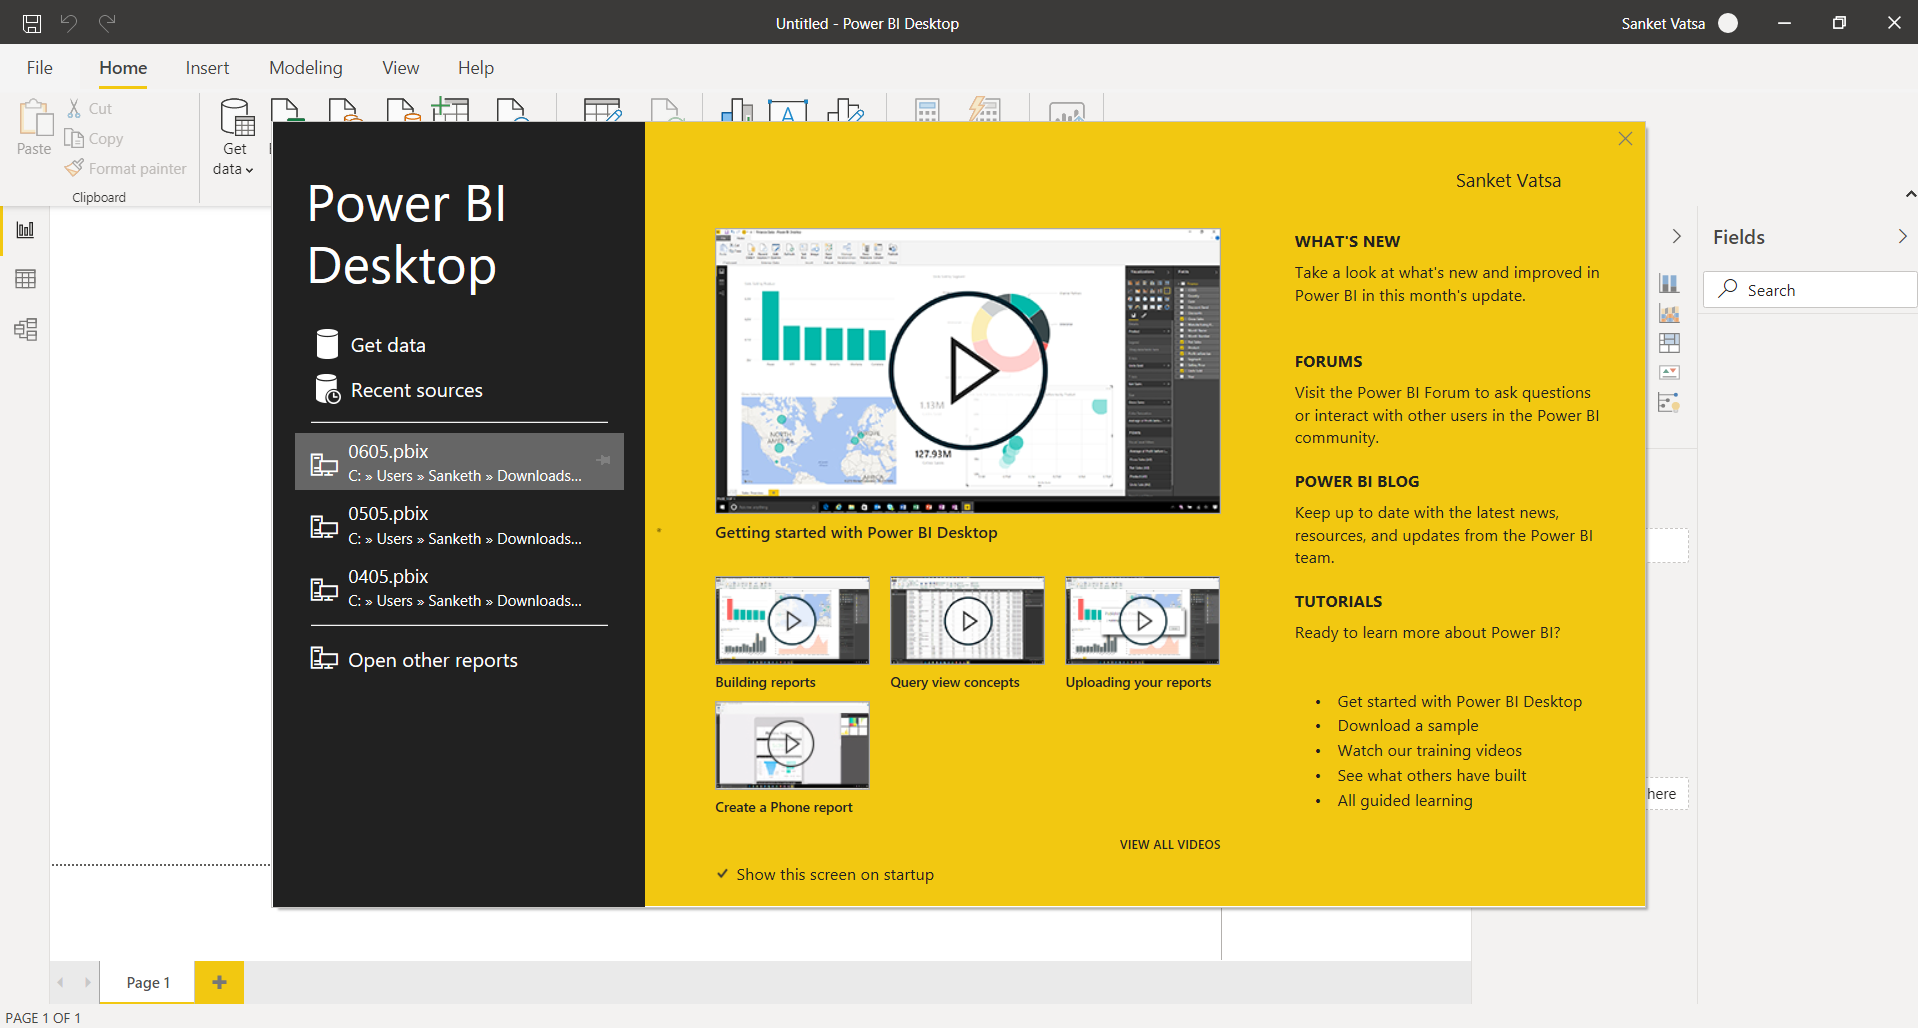 Untitled - Power BI Desktop
Sanket Vatsa
File
Home
Insert
Modeling
View
Help
Paste
Cut
Copy
Format painter
Clipboard
Get
data
Power BI
Desktop
Get data
Recent sources
0605.pbix
C: » Users » Sanketh » Downloads...
0505.pbix
C: » Users » Sanketh » Downloads...
0405.pbix
C: » Users » Sanketh » Downloads...
Open other reports
NORTH
AMERICA
1.13M
127.93M
Getting started with Power BI Desktop
Building reports
Query view concepts
Uploading your reports
Create a Phone report
VIEW ALL VIDEOS
Show this screen on startup
Sanket Vatsa
WHAT'S NEW
Take a look at what's new and improved in
Power BI in this month's update.
FORUMS
Visit the Power BI Forum to ask questions
or interact with other users in the Power BI
community.
POWER BI BLOG
Keep up to date with the latest news,
resources, and updates from the Power BI
team.
TUTORIALS
Ready to learn more about Power BI?
• Get started with Power BI Desktop
• Download a sample
• Watch our training videos
• See what others have built
• All guided learning
Fields
Search
here
Page 1
PAGE 1 OF 1